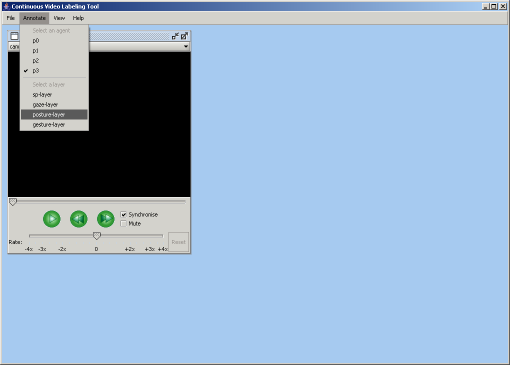 Continuous Video Labeling Tool
File Annotate View Help
Select an agent
p0
p1
p2
p3
Select a layer
sp-layer
gaze-layer
posture-layer
gesture-layer
Synchronise
Mute
Rate:
Reset
-4x -3x -2x 0 +2x +3x +4x